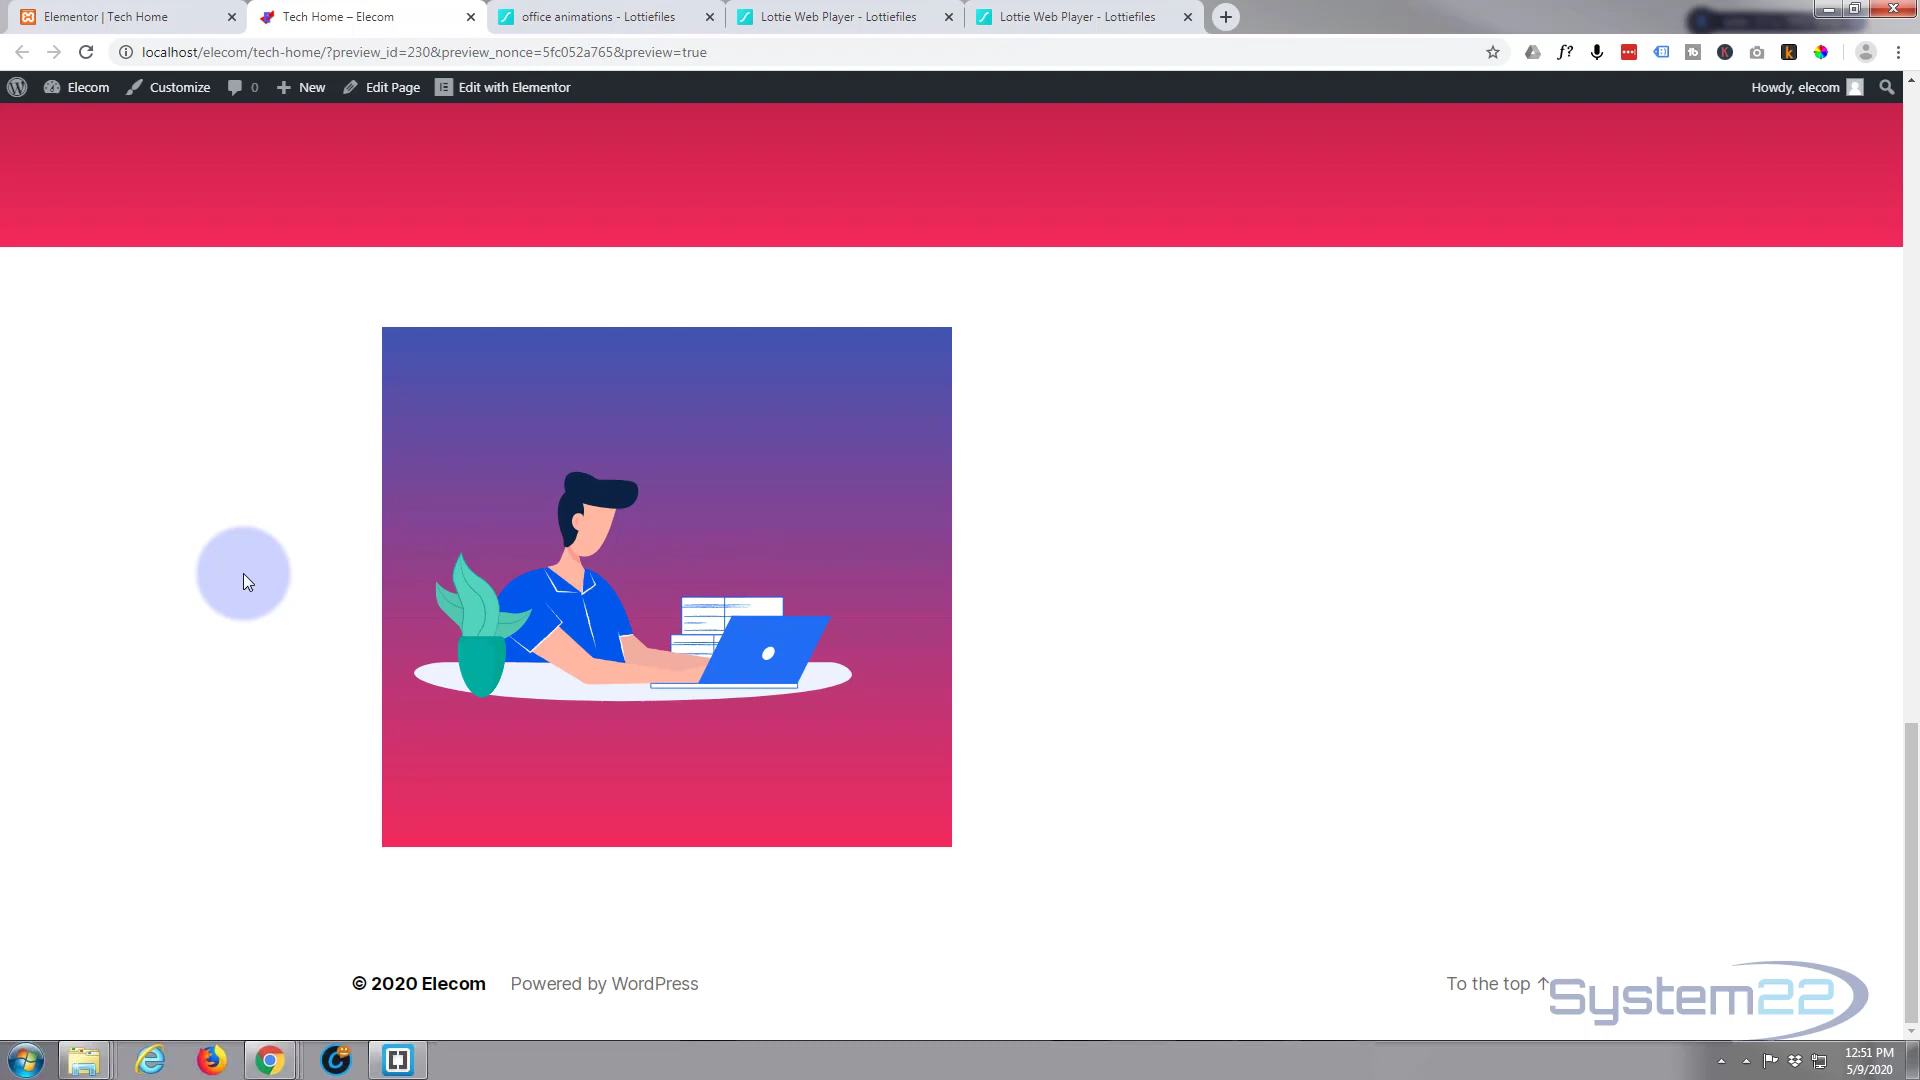 Elementor | Tech Home
Tech Home – Elecom
office animations - Lottiefiles
Lottie Web Player - Lottiefiles
Lottie Web Player - Lottiefiles
localhost/elecom/tech-home/?preview_id=230&preview_nonce=5fc052a765&preview=true
Elecom
Customize
0
New
Edit Page
Edit with Elementor
Howdy, elecom
© 2020 Elecom
Powered by WordPress
To the top ↑
System22
12:51 PM
5/9/2020